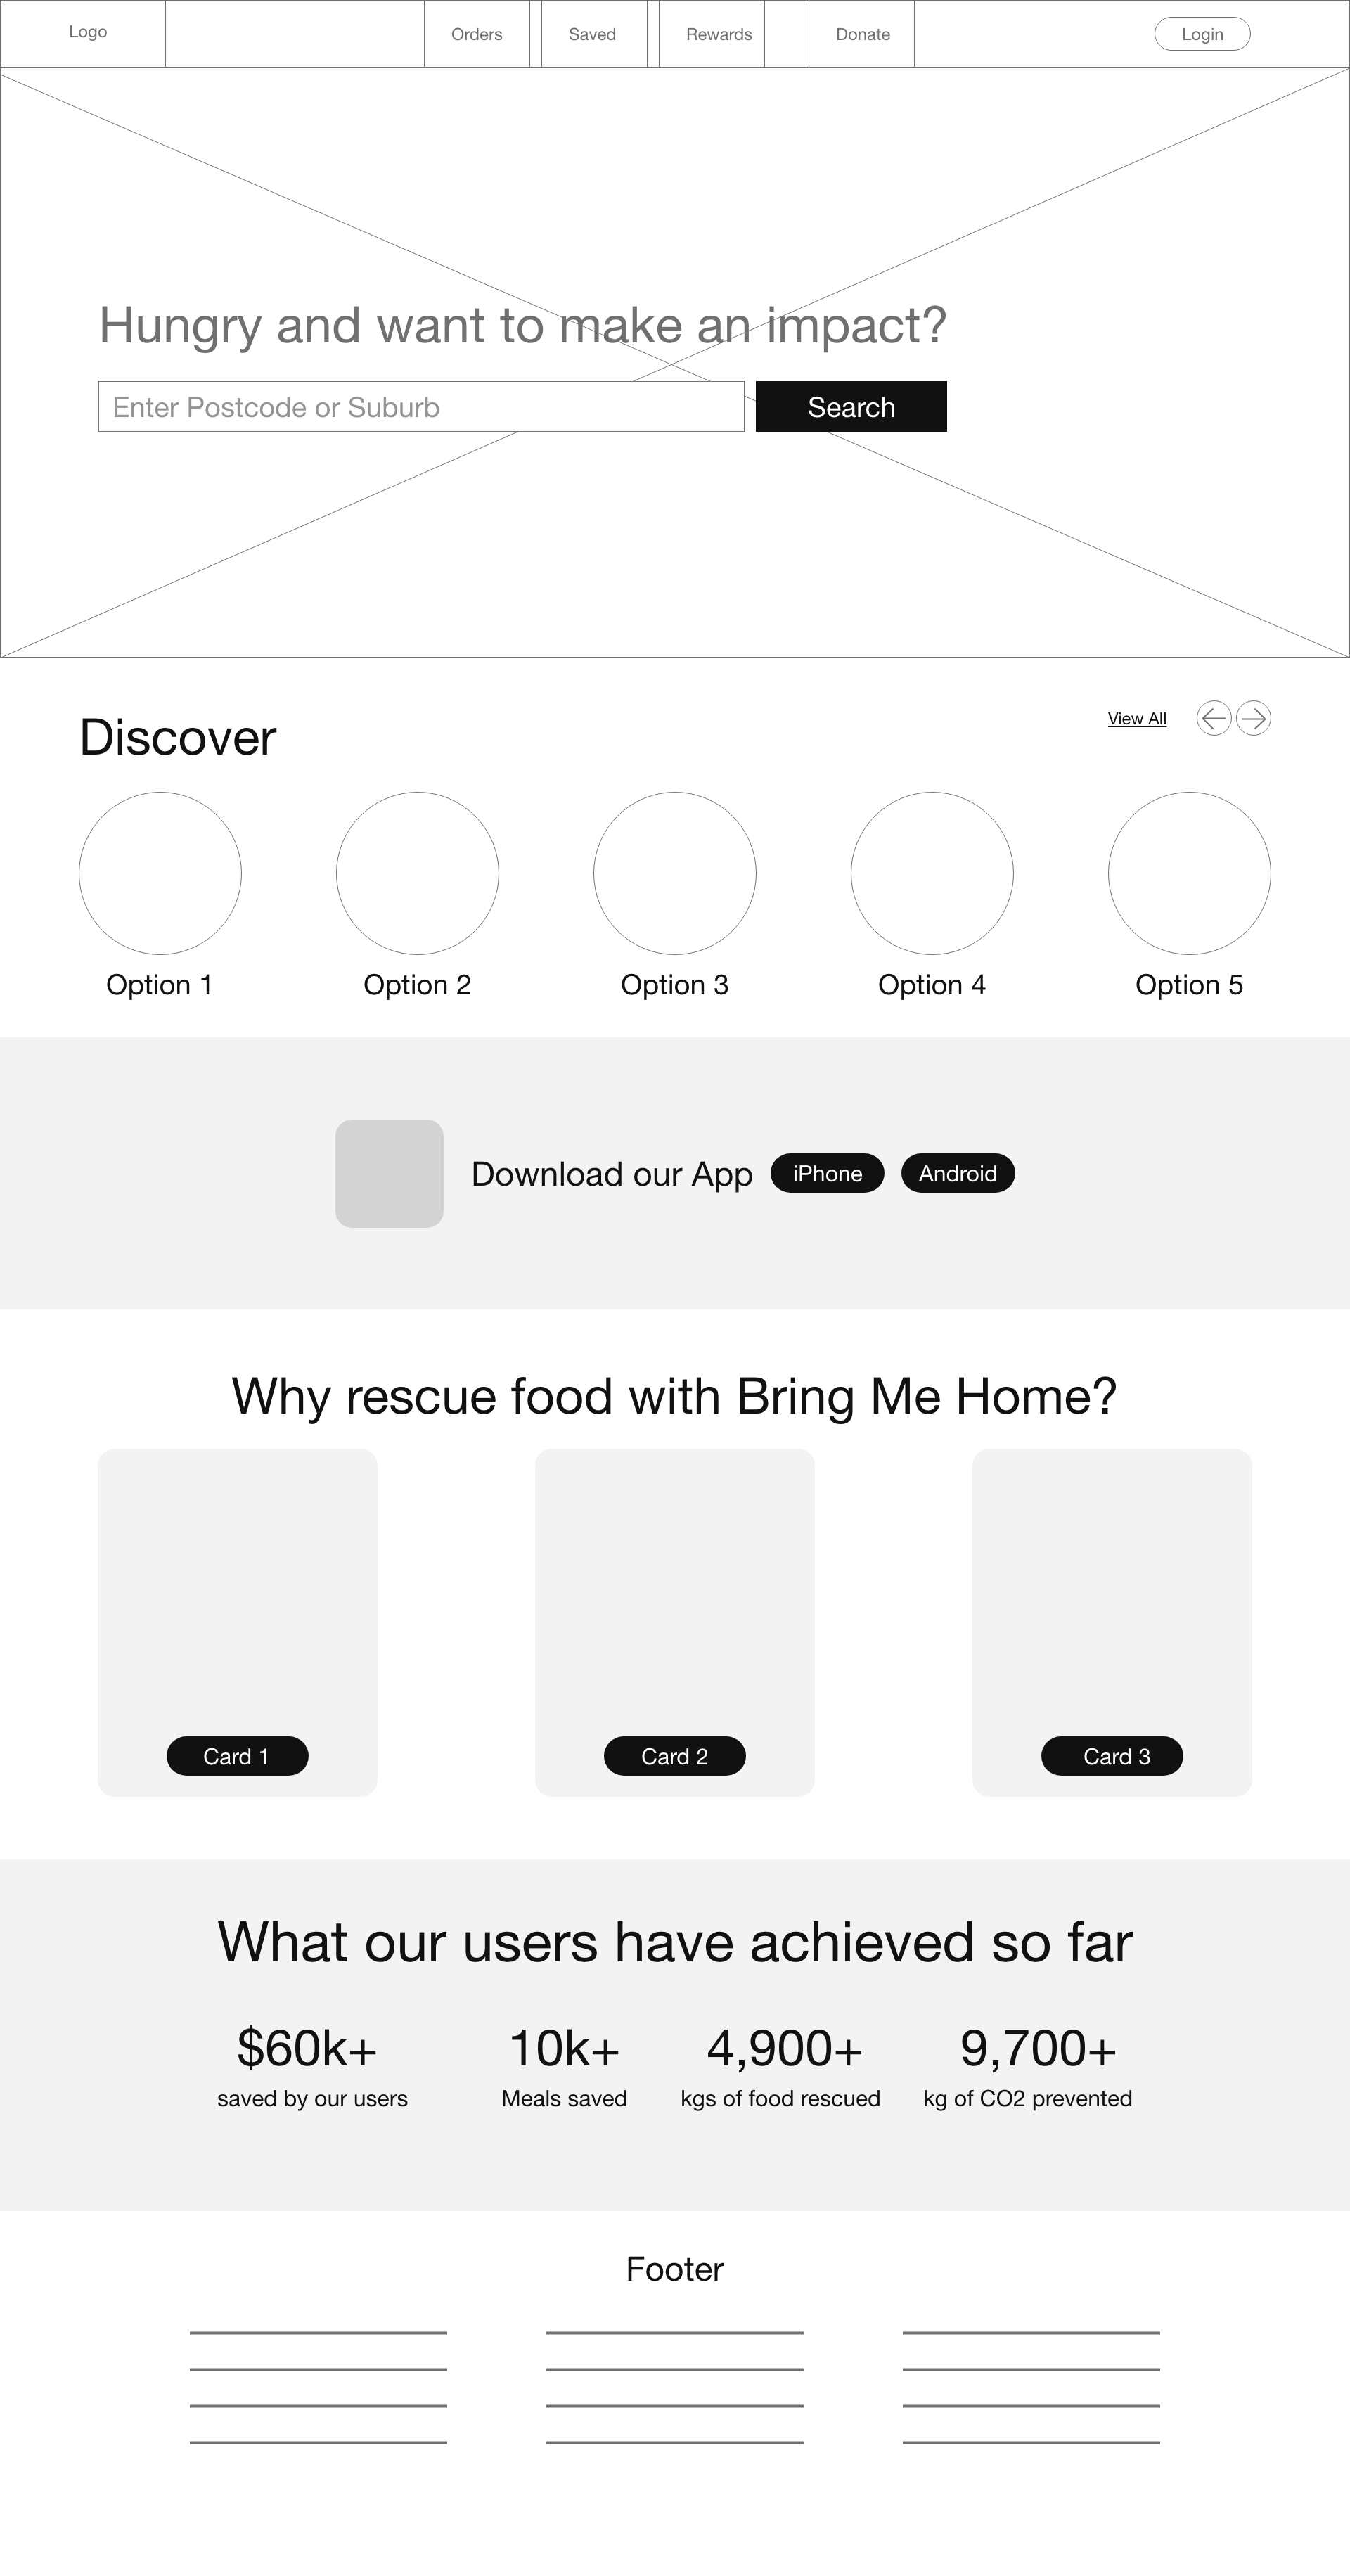 Logo
Orders
Saved
Rewards
Donate
Login
Hungry and want to make an impact?
Enter Postcode or Suburb
Search
Discover
View All
Option 1
Option 2
Option 3
Option 4
Option 5
Download our App
iPhone
Android
Why rescue food with Bring Me Home?
Card 1
Card 2
Card 3
What our users have achieved so far
$60k+
saved by our users
10k+
Meals saved
4,900+
kgs of food rescued
9,700+
kg of CO2 prevented
Footer